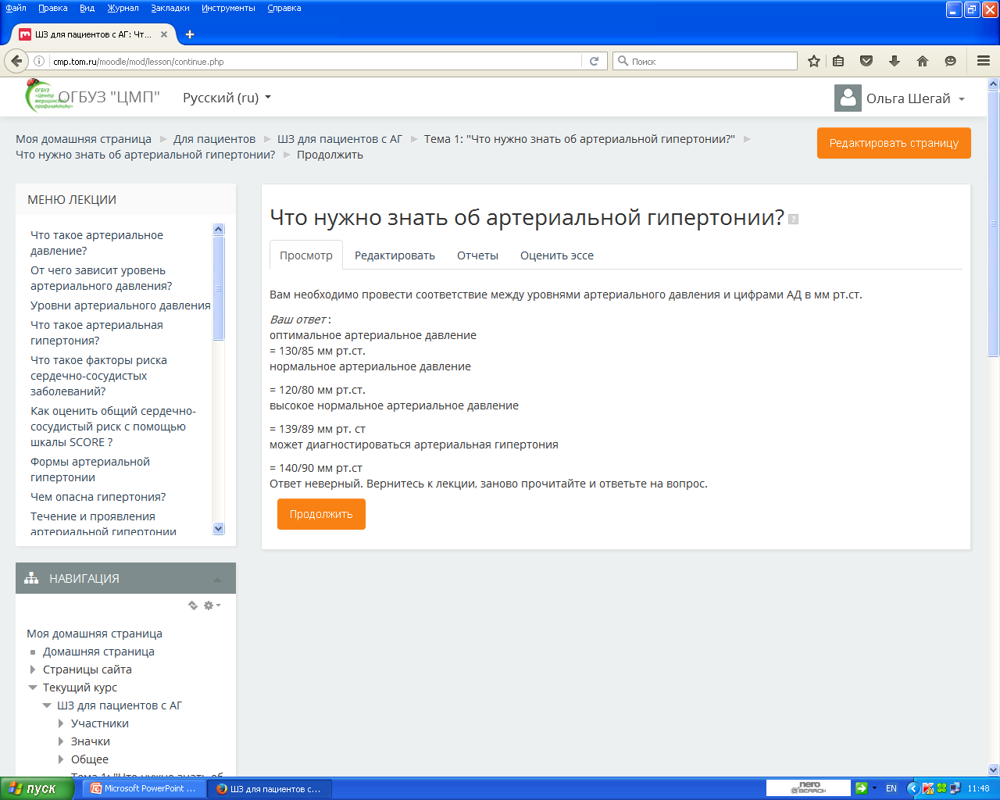 Файл Правка Вид Журнал Закладки Инструменты Справка
ШЗ для пациентов с АГ: Чт...
cmp.tom.ru/moodle/mod/lesson/continue.php
Поиск
ОГБУЗ "ЦМП"
Русский (ru)
Ольга Шегай
Моя домашняя страница Для пациентов ШЗ для пациентов с АГ Тема 1: "Что нужно знать об артериальной гипертонии?"
Что нужно знать об артериальной гипертонии? Продолжить
Редактировать страницу
МЕНЮ ЛЕКЦИИ
Что такое артериальное
давление?
От чего зависит уровень
артериального давления?
Уровни артериального давления
Что такое артериальная
гипертония?
Что такое факторы риска
сердечно-сосудистых
заболеваний?
Как оценить общий сердечно-
сосудистый риск с помощью
шкалы SCORE ?
Формы артериальной
гипертонии
Чем опасна гипертония?
Течение и проявления
артериальной гипертонии
Что нужно знать об артериальной гипертонии?
Просмотр Редактировать Отчеты Оценить эссе
Вам необходимо провести соответствие между уровнями артериального давления и цифрами АД в мм рт.ст.
Ваш ответ :
оптимальное артериальное давление
= 130/85 мм рт.ст.
нормальное артериальное давление
= 120/80 мм рт.ст.
высокое нормальное артериальное давление
= 139/89 мм рт. ст
может диагностироваться артериальная гипертония
= 140/90 мм рт.ст
Ответ неверный. Вернитесь к лекции, заново прочитайте и ответьте на вопрос.
Продолжить
НАВИГАЦИЯ
Моя домашняя страница
Домашняя страница
Страницы сайта
Текущий курс
ШЗ для пациентов с АГ
Участники
Значки
Общее
Тема 1: "Что нужно знать об
пуск
Microsoft PowerPoint ...
ШЗ для пациентов с...
nero
@SEARCH
EN
11:48